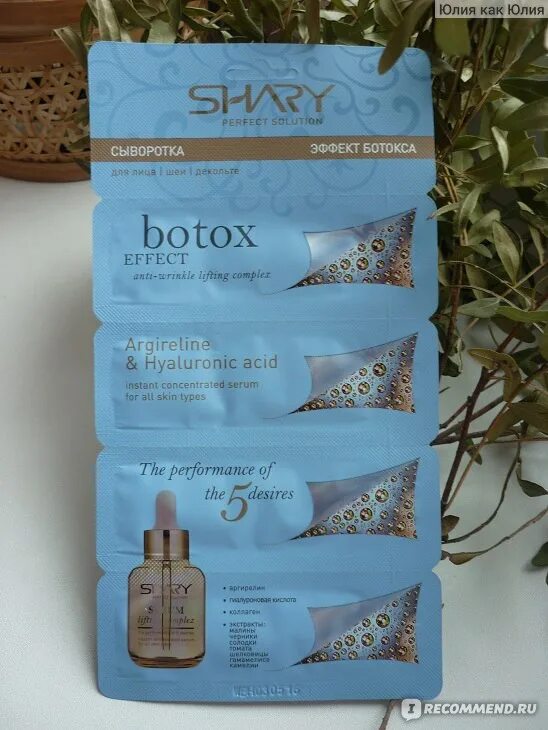 Юлия как Юлия
SHARY
PERFECT SOLUTION
СЫВОРОТКА
ЭФФЕКТ БОТОКСА
для лица | шеи | декольте
botox
EFFECT
anti-wrinkle lifting complex
Argireline
& Hyaluronic acid
instant concentrated serum
for all skin types
The performance of
the 5 desires
SHARY
• аргирелин
• гиалуроновая кислота
• коллаген
• экстракты:
малины
черники
солодки
томата
шелковицы
гамамелиса
камелии
IRECOMMEND.RU